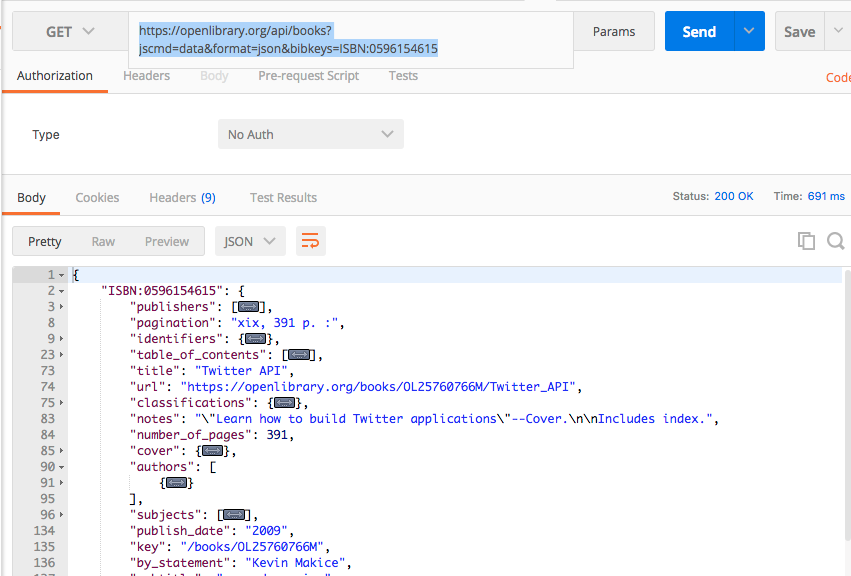 GET
https://openlibrary.org/api/books?
jscmd=data&format=json&bibkeys=ISBN:0596154615
Params
Send
Save
Authorization Headers Body Pre-request Script Tests
Code
Type No Auth
Body Cookies Headers (9) Test Results Status: 200 OK Time: 691 ms
Pretty Raw Preview JSON
1 {
2 "ISBN:0596154615": {
3 "publishers": [],
8 "pagination": "xix, 391 p. :",
9 "identifiers": {},
23 "table_of_contents": [],
73 "title": "Twitter API",
74 "url": "https://openlibrary.org/books/OL25760766M/Twitter_API",
75 "classifications": {},
83 "notes": "\"Learn how to build Twitter applications\"--Cover.\n\nIncludes index.",
84 "number_of_pages": 391,
85 "cover": {},
90 "authors": [
91 {}
95 ],
96 "subjects": [],
134 "publish_date": "2009",
135 "key": "/books/OL25760766M",
136 "by_statement": "Kevin Makice",